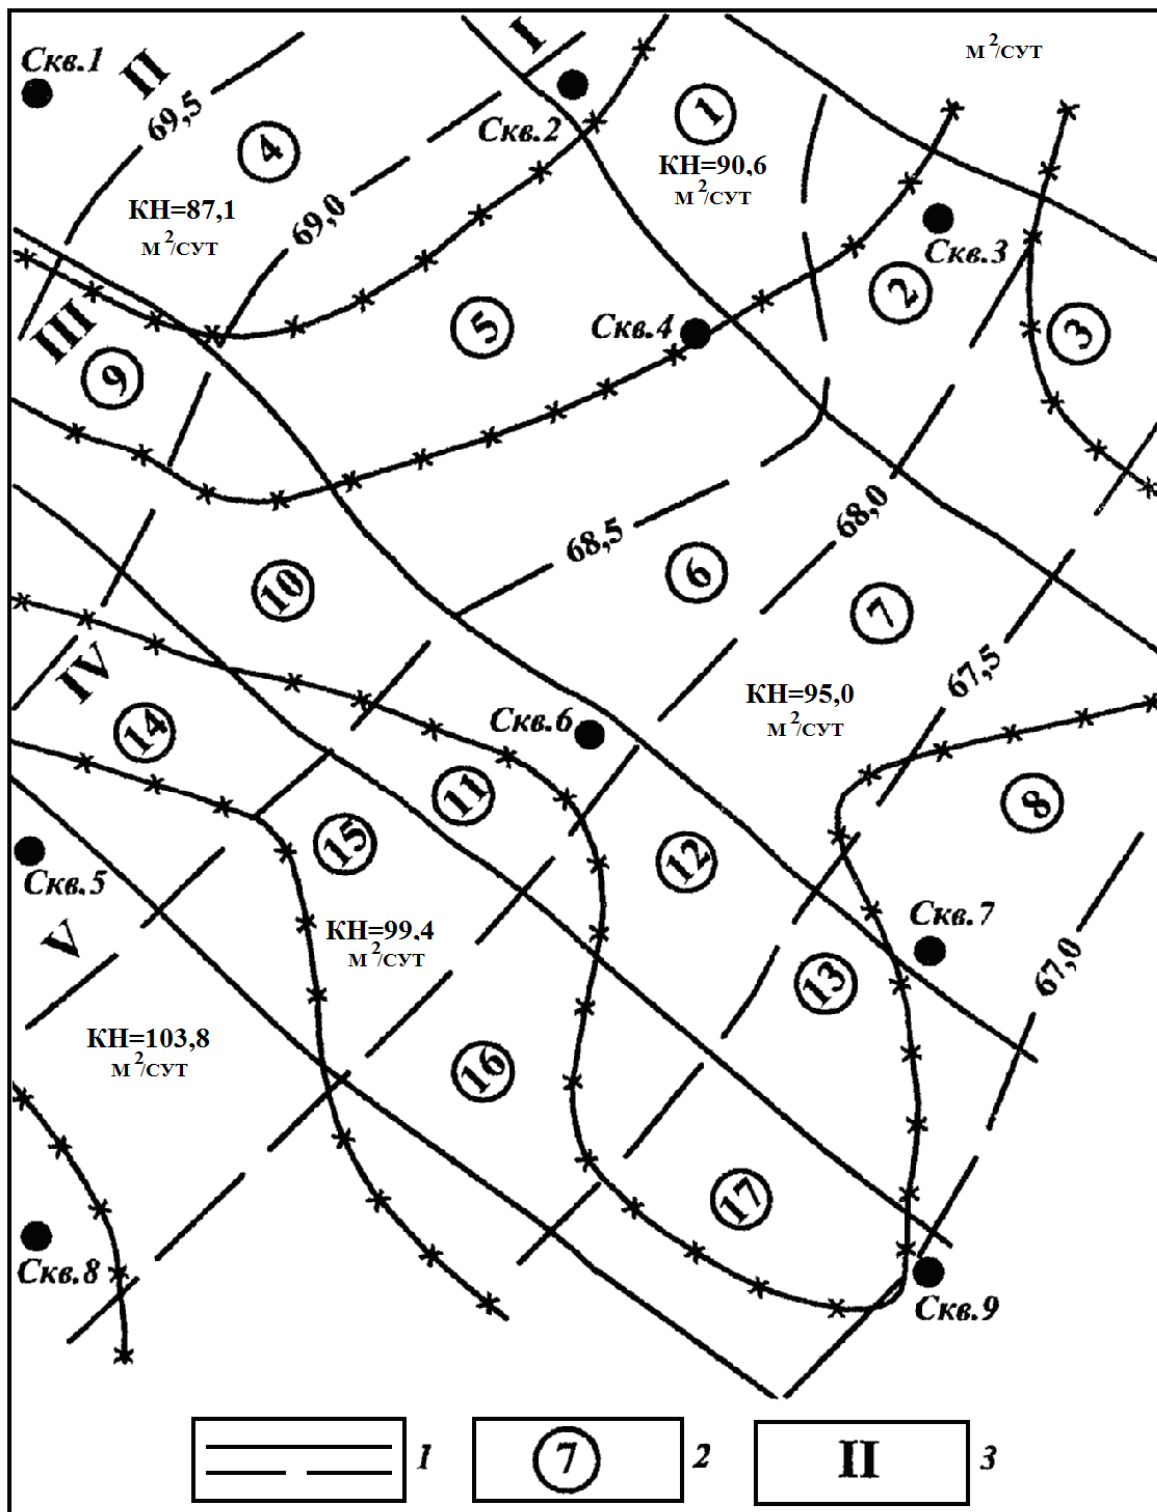 М²/СУТ
Скв.1
II
I
69,5
4
Скв.2
1
КН=90,6
М²/СУТ
КН=87,1
М²/СУТ
69,0
Скв.3
2
III
9
5
Скв.4
3
68,5
68,0
6
10
7
IV
14
67,5
КН=95,0
М²/СУТ
Скв.6
11
15
12
8
Скв.5
V
КН=99,4
М²/СУТ
Скв.7
13
67,0
КН=103,8
М²/СУТ
16
17
Скв.8
Скв.9
1
7
2
II
3